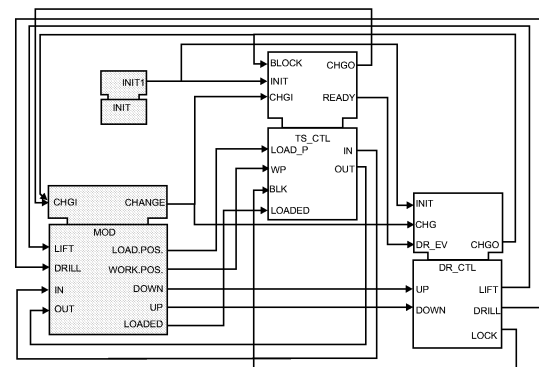 BLOCK
CHGO
INIT
CHGI
READY
TS_CTL
LOAD_P
IN
WP
OUT
BLK
LOADED
INIT1
INIT
CHGI
CHANGE
MOD
LIFT
LOAD.POS.
DRILL
WORK.POS.
IN
DOWN
OUT
UP
LOADED
INIT
CHG
DR_EV
CHGO
DR_CTL
UP
LIFT
DOWN
DRILL
LOCK